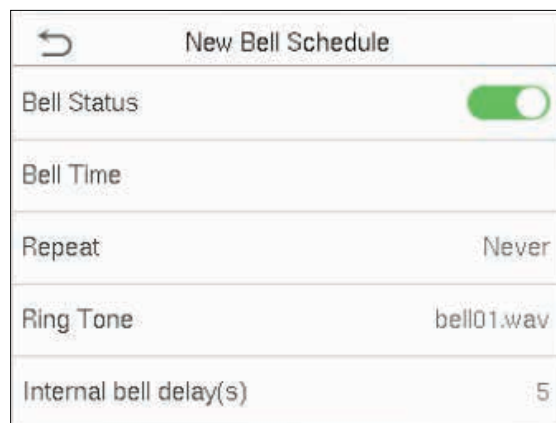 New Bell Schedule
Bell Status
Bell Time
Repeat Never
Ring Tone bell01.wav
Internal bell delay(s) 5